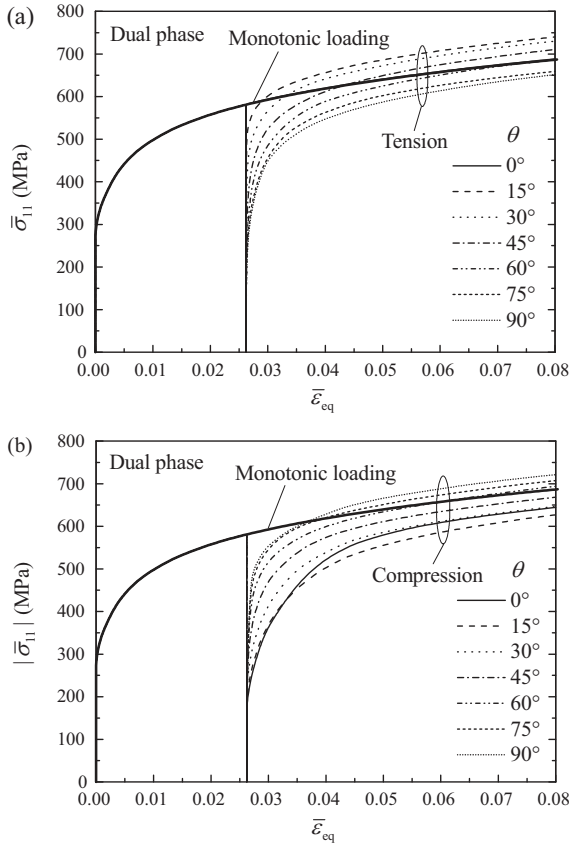 (a)
Dual phase
Monotonic loading
Tension
θ
0°
15°
30°
45°
60°
75°
90°
800
700
600
500
400
300
200
100
0
σ̅₁₁ (MPa)
0.00 0.01 0.02 0.03 0.04 0.05 0.06 0.07 0.08
ε̅eq
(b)
Dual phase
Monotonic loading
Compression
θ
0°
15°
30°
45°
60°
75°
90°
800
700
600
500
400
300
200
100
0
|σ̅₁₁| (MPa)
0.00 0.01 0.02 0.03 0.04 0.05 0.06 0.07 0.08
ε̅eq